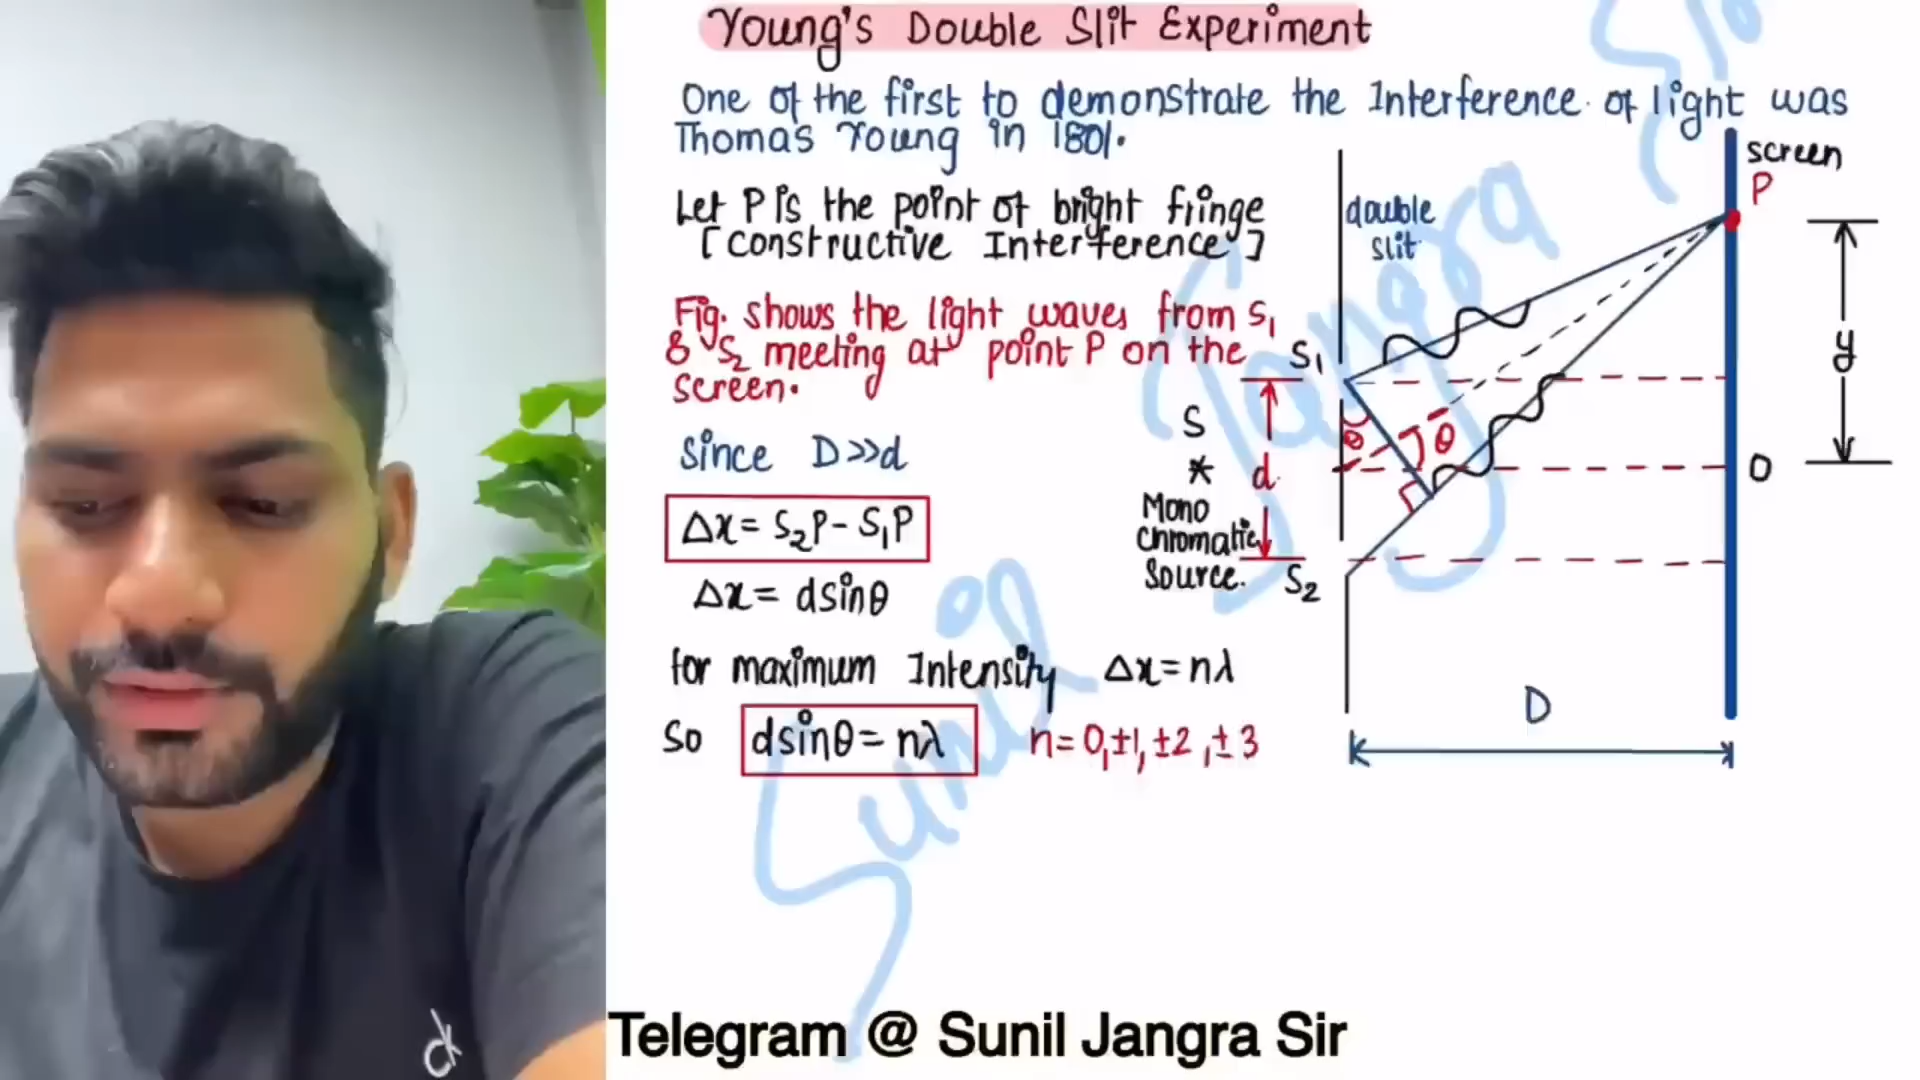 Young's Double Slit Experiment
One of the first to demonstrate the Interference of light was
Thomas Young in 1801.
Let P is the point of bright fringe
[Constructive Interference]
Fig. shows the light waves from S₁
& S₂ meeting at point P on the
screen.
since D>>d
Δx = S₂P - S₁P
Δx = dsinθ
for maximum Intensity Δx = nλ
So dsinθ = nλ n = 0, ±1, ±2, ±3
screen
P
double
slit
S₁
S
*
d
θ
θ
O
y
Mono
Chromatic
Source.
S₂
D
Sunil Jangra
S
ck
Telegram @ Sunil Jangra Sir